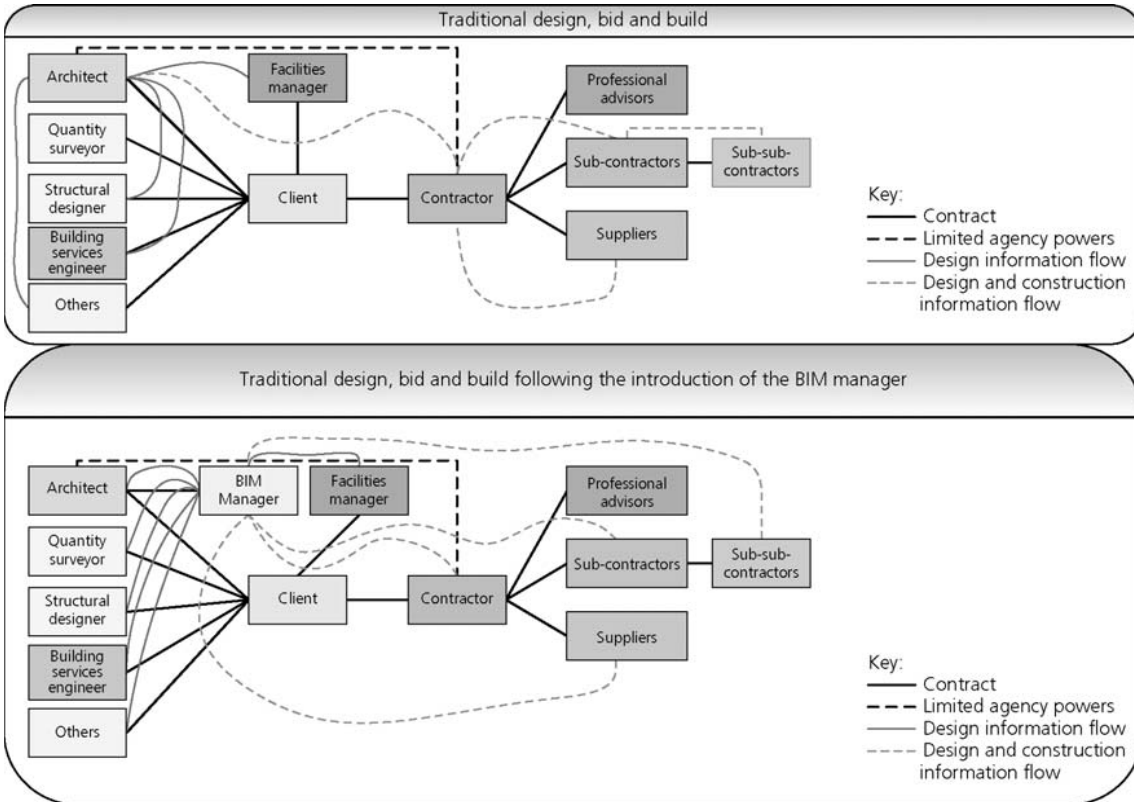 Traditional design, bid and build
Architect
Facilities
manager
Professional
advisors
Quantity
surveyor
Sub-contractors
Sub-sub-
contractors
Structural
designer
Client
Contractor
Building
services
engineer
Suppliers
Others
Key:
Contract
Limited agency powers
Design information flow
Design and construction
information flow
Traditional design, bid and build following the introduction of the BIM manager
Architect
BIM
Manager
Facilities
manager
Professional
advisors
Quantity
surveyor
Sub-contractors
Sub-sub-
contractors
Structural
designer
Client
Contractor
Building
services
engineer
Suppliers
Others
Key:
Contract
Limited agency powers
Design information flow
Design and construction
information flow